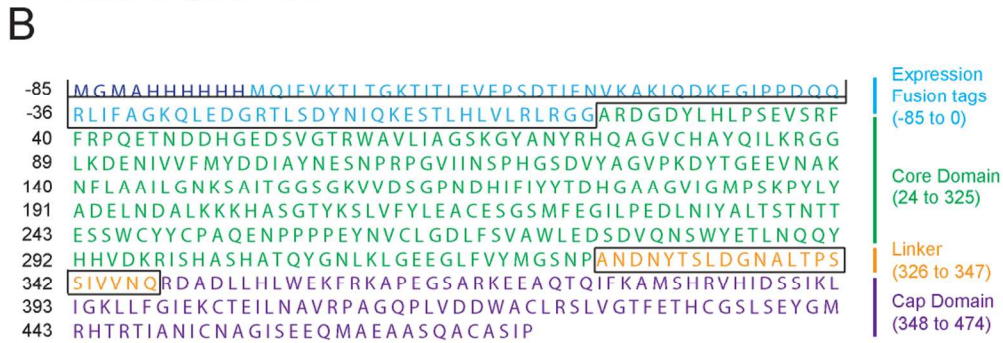 B
-85 MGMAHHHHHHMQIFVKTLTGKTITLEVEPSDTIENVKAKIQDKEGIPPDQQ
-36 RLIFAGKQLEDGRTLSDYNIQKESTLHLVLRLRGGARDGDYLHLPSEVSRF
40 FRPQETNDDHGEDSVGTRWAVLIAGSKGYANYRHQAGVCHAYQILKRGG
89 LKDENIVVFMYDDIAYNESNPRPGVIINSPHGSDVYAGVPKDYTGEEVNAK
140 NFLAAILGNKSAITGGSGKVVDSGPNDHIFIYYTDHGAAGVIGMPSKPYLY
191 ADELNDALKKKHASGTYKSLVFYLEACESGSMFEGILPEDLNIYALTSTNTT
243 ESSWCYYCPAQENPPPPEYNVCLGDLFSVAWLEDSDVQNSWYETLNQQY
292 HHVDKRISHASHATQYGNLKLGEEGLFVYMGSNPANDNYTSLDGNALTPS
342 SIVVNQRDADLLHLWEKFRKAPEGSARKEEAQTQIFKAMSHRVHIDSSIKL
393 IGKLLFGIEKCTEILNAVRPAGQPLVDDWACLRSLVGTFETHCGSLSEYGM
443 RHTRTIANICNAGISEEQMAEAASQACASIP
Expression
Fusion tags
(-85 to 0)
Core Domain
(24 to 325)
Linker
(326 to 347)
Cap Domain
(348 to 474)